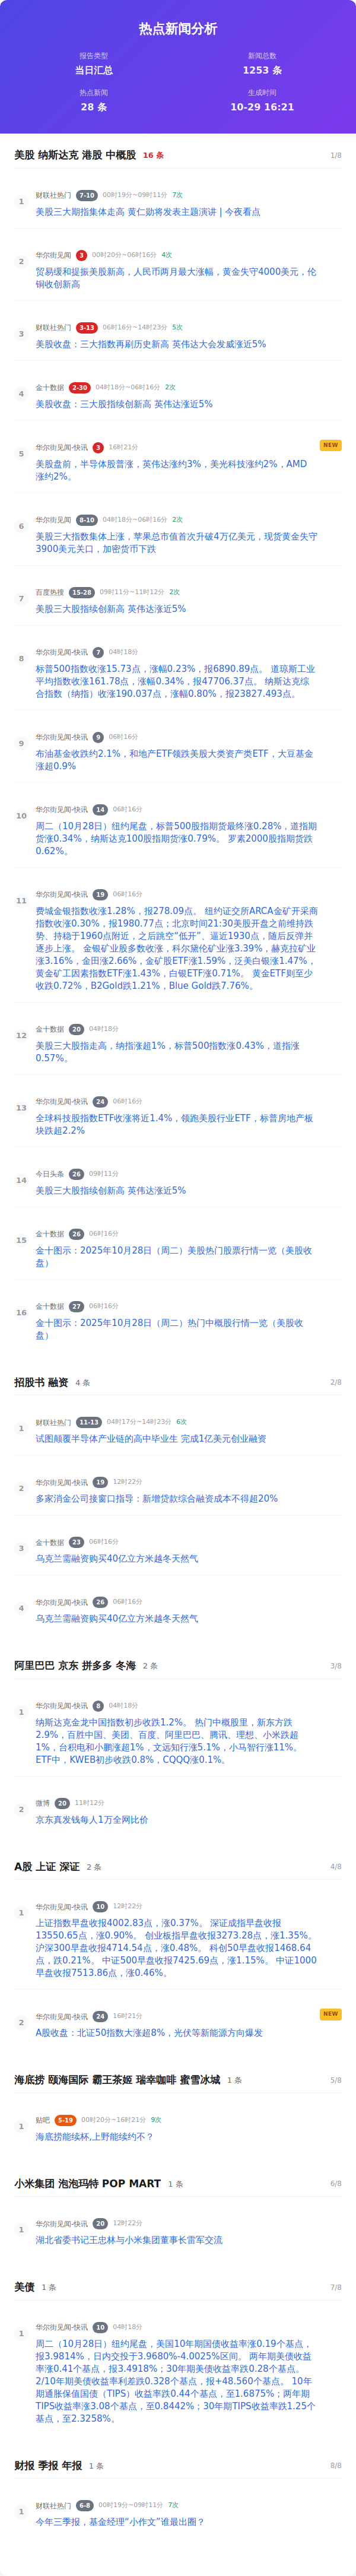 热点新闻分析
报告类型
当日汇总
新闻总数
1253 条
热点新闻
28 条
生成时间
10-29 16:21
美股 纳斯达克 港股 中概股 16 条 1/8
1
财联社热门 7-10 00时19分~09时11分 7次
美股三大期指集体走高 黄仁勋将发表主题演讲 | 今夜看点
2
华尔街见闻 3 00时20分~06时16分 4次
贸易缓和提振美股新高，人民币两月最大涨幅，黄金失守4000美元，伦
铜收创新高
3
财联社热门 3-13 06时16分~14时23分 5次
美股收盘：三大指数再刷历史新高 英伟达大会发威涨近5%
4
金十数据 2-30 04时18分~06时16分 2次
美股收盘：三大股指续创新高 英伟达涨近5%
5
华尔街见闻-快讯 3 16时21分
NEW
美股盘前，半导体股普涨，英伟达涨约3%，美光科技涨约2%，AMD
涨约2%。
6
华尔街见闻 8-10 04时18分~06时16分 2次
美股三大指数集体上涨，苹果总市值首次升破4万亿美元，现货黄金失守
3900美元关口，加密货币下跌
7
百度热搜 15-28 09时11分~11时12分 2次
美股三大股指续创新高 英伟达涨近5%
8
华尔街见闻-快讯 7 04时18分
标普500指数收涨15.73点，涨幅0.23%，报6890.89点。 道琼斯工业
平均指数收涨161.78点，涨幅0.34%，报47706.37点。 纳斯达克综
合指数（纳指）收涨190.037点，涨幅0.80%，报23827.493点。
9
华尔街见闻-快讯 9 06时16分
布油基金收跌约2.1%，和地产ETF领跌美股大类资产类ETF，大豆基金
涨超0.9%
10
华尔街见闻-快讯 14 06时16分
周二（10月28日）纽约尾盘，标普500股指期货最终涨0.28%，道指期
货涨0.34%，纳斯达克100股指期货涨0.79%。 罗素2000股指期货跌
0.62%。
11
华尔街见闻-快讯 19 06时16分
费城金银指数收涨1.28%，报278.09点。 纽约证交所ARCA金矿开采商
指数收涨0.30%，报1980.77点；北京时间21:30美股开盘之前维持跌
势、持稳于1960点附近，之后跳空“低开”、逼近1930点，随后反弹并
逐步上涨。 金银矿业股多数收涨，科尔黛伦矿业涨3.39%，赫克拉矿业
涨3.16%，金田涨2.66%，金矿股ETF涨1.59%，泛美白银涨1.47%，
黄金矿工因素指数ETF涨1.43%，白银ETF涨0.71%。 黄金ETF则至少
收跌0.72%，B2Gold跌1.21%，Blue Gold跌7.76%。
12
金十数据 20 04时18分
美股三大股指走高，纳指涨超1%，标普500指数涨0.43%，道指涨
0.57%。
13
华尔街见闻-快讯 24 06时16分
全球科技股指数ETF收涨将近1.4%，领跑美股行业ETF，标普房地产板
块跌超2.2%
14
今日头条 26 09时11分
美股三大股指续创新高 英伟达涨近5%
15
金十数据 26 06时16分
金十图示：2025年10月28日（周二）美股热门股票行情一览（美股收
盘）
16
金十数据 27 06时16分
金十图示：2025年10月28日（周二）热门中概股行情一览（美股收
盘）
招股书 融资 4 条 2/8
1
财联社热门 11-13 04时17分~14时23分 6次
试图颠覆半导体产业链的高中毕业生 完成1亿美元创业融资
2
华尔街见闻-快讯 19 12时22分
多家消金公司接窗口指导：新增贷款综合融资成本不得超20%
3
金十数据 23 06时16分
乌克兰需融资购买40亿立方米越冬天然气
4
华尔街见闻-快讯 26 06时16分
乌克兰需融资购买40亿立方米越冬天然气
阿里巴巴 京东 拼多多 冬海 2 条 3/8
1
华尔街见闻-快讯 8 04时18分
纳斯达克金龙中国指数初步收跌1.2%。 热门中概股里，新东方跌
2.9%，百胜中国、美团、百度、阿里巴巴、腾讯、理想、小米跌超
1%，台积电和小鹏涨超1%，文远知行涨5.1%，小马智行涨11%。
ETF中，KWEB初步收跌0.8%，CQQQ涨0.1%。
2
微博 20 11时12分
京东真发钱每人1万全网比价
A股 上证 深证 2 条 4/8
1
华尔街见闻-快讯 10 12时22分
上证指数早盘收报4002.83点，涨0.37%。 深证成指早盘收报
13550.65点，涨0.90%。 创业板指早盘收报3273.28点，涨1.35%。
沪深300早盘收报4714.54点，涨0.48%。 科创50早盘收报1468.64
点，跌0.21%。 中证500早盘收报7425.69点，涨1.15%。 中证1000
早盘收报7513.86点，涨0.46%。
2
华尔街见闻-快讯 24 16时21分
NEW
A股收盘：北证50指数大涨超8%，光伏等新能源方向爆发
海底捞 颐海国际 霸王茶姬 瑞幸咖啡 蜜雪冰城 1 条 5/8
1
贴吧 5-19 00时20分~16时21分 9次
海底捞能续杯,上野能续约不？
小米集团 泡泡玛特 POP MART 1 条 6/8
1
华尔街见闻-快讯 20 12时22分
湖北省委书记王忠林与小米集团董事长雷军交流
美债 1 条 7/8
1
华尔街见闻-快讯 10 04时18分
周二（10月28日）纽约尾盘，美国10年期国债收益率涨0.19个基点，
报3.9814%，日内交投于3.9680%-4.0025%区间。 两年期美债收益
率涨0.41个基点，报3.4918%；30年期美债收益率跌0.28个基点。
2/10年期美债收益率利差跌0.328个基点，报+48.560个基点。 10年
期通胀保值国债（TIPS）收益率跌0.44个基点，至1.6875%；两年期
TIPS收益率涨3.08个基点，至0.8442%；30年期TIPS收益率跌1.25个
基点，至2.3258%。
财报 季报 年报 1 条 8/8
1
财联社热门 6-8 00时19分~09时11分 7次
今年三季报，基金经理“小作文”谁最出圈？